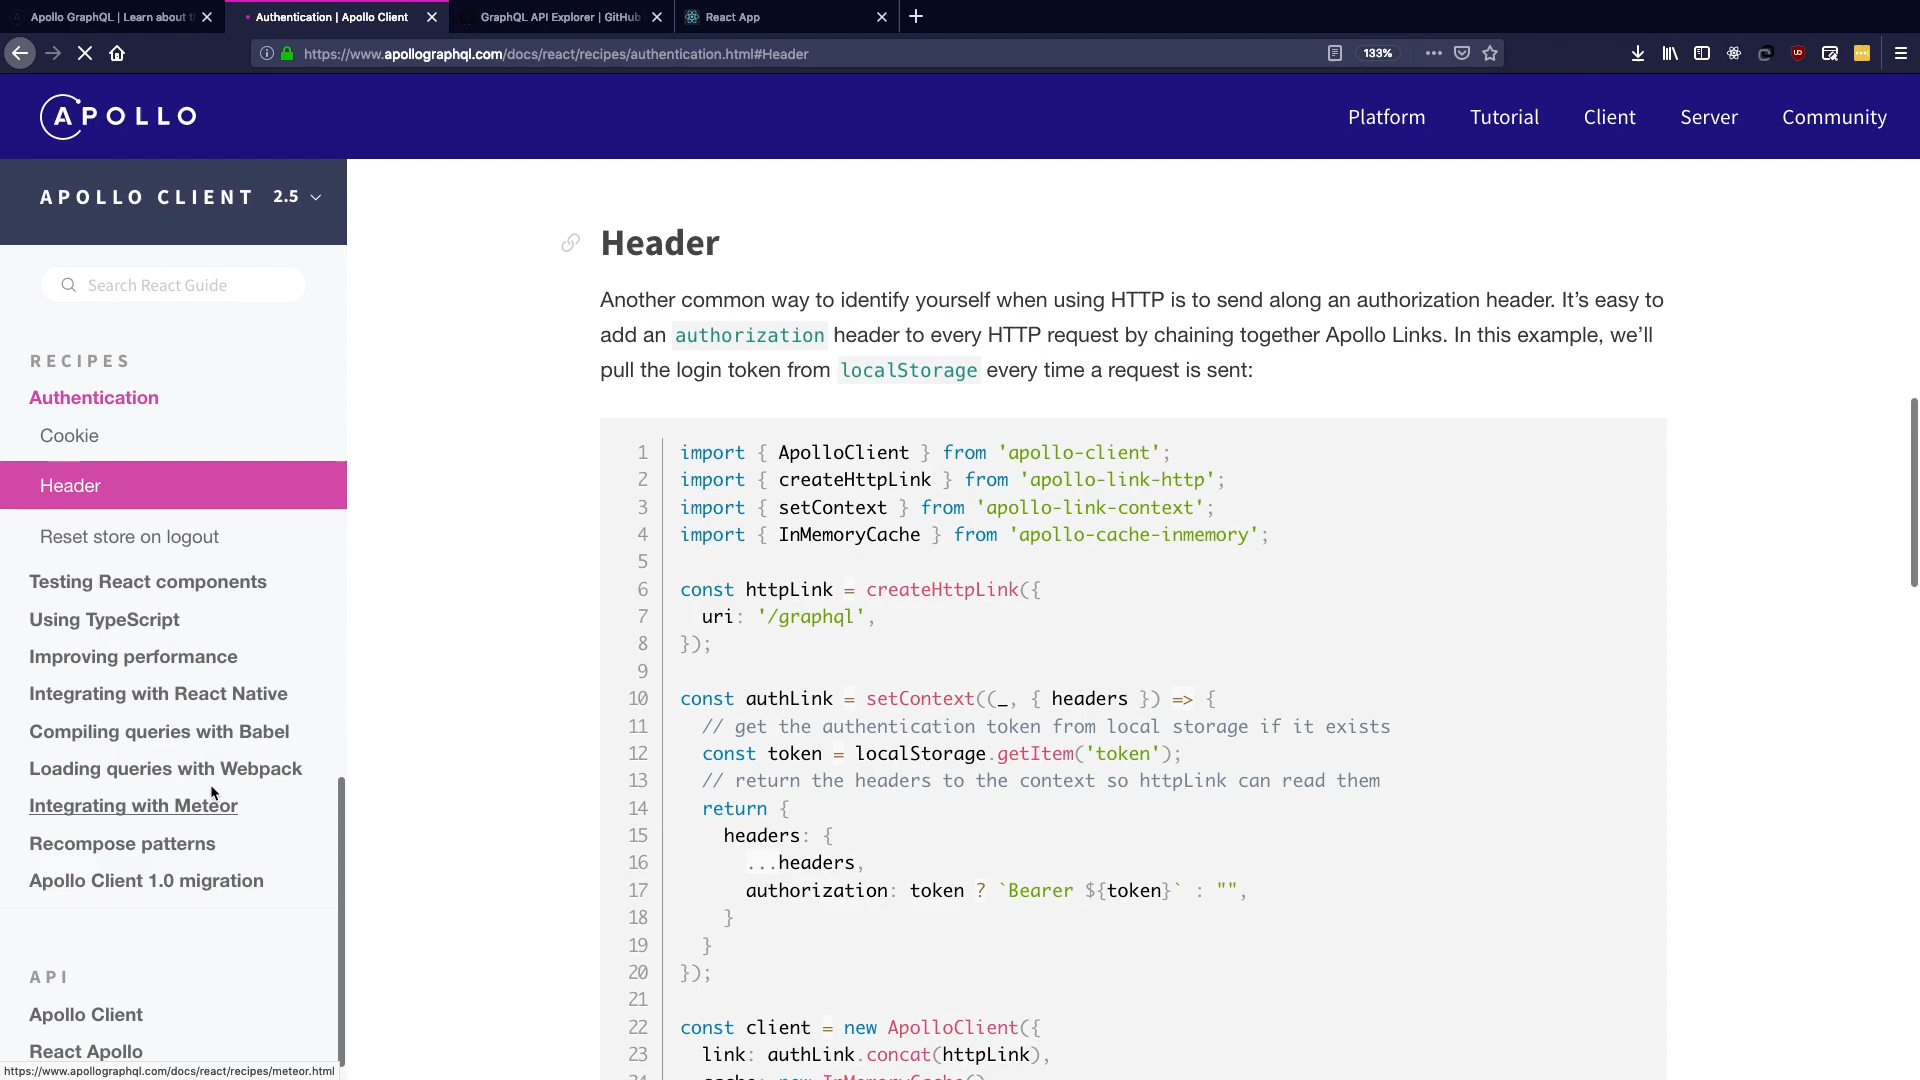 Apollo GraphQL | Learn about t
Authentication | Apollo Client
GraphQL API Explorer | GitHub
React App
https://www.apollographql.com/docs/react/recipes/authentication.html#Header
133%
APOLLO
Platform
Tutorial
Client
Server
Community
APOLLO CLIENT 2.5
Search React Guide
RECIPES
Authentication
Cookie
Header
Reset store on logout
Testing React components
Using TypeScript
Improving performance
Integrating with React Native
Compiling queries with Babel
Loading queries with Webpack
Integrating with Meteor
Recompose patterns
Apollo Client 1.0 migration
API
Apollo Client
React Apollo
https://www.apollographql.com/docs/react/recipes/meteor.html
Header
Another common way to identify yourself when using HTTP is to send along an authorization header. It’s easy to
add an authorization header to every HTTP request by chaining together Apollo Links. In this example, we’ll
pull the login token from localStorage every time a request is sent:
1 import { ApolloClient } from 'apollo-client';
2 import { createHttpLink } from 'apollo-link-http';
3 import { setContext } from 'apollo-link-context';
4 import { InMemoryCache } from 'apollo-cache-inmemory';
5
6 const httpLink = createHttpLink({
7 uri: '/graphql',
8 });
9
10 const authLink = setContext((_, { headers }) => {
11 // get the authentication token from local storage if it exists
12 const token = localStorage.getItem('token');
13 // return the headers to the context so httpLink can read them
14 return {
15 headers: {
16 ...headers,
17 authorization: token ? `Bearer ${token}` : "",
18 }
19 }
20 });
21
22 const client = new ApolloClient({
23 link: authLink.concat(httpLink),
24 cache: new InMemoryCache()